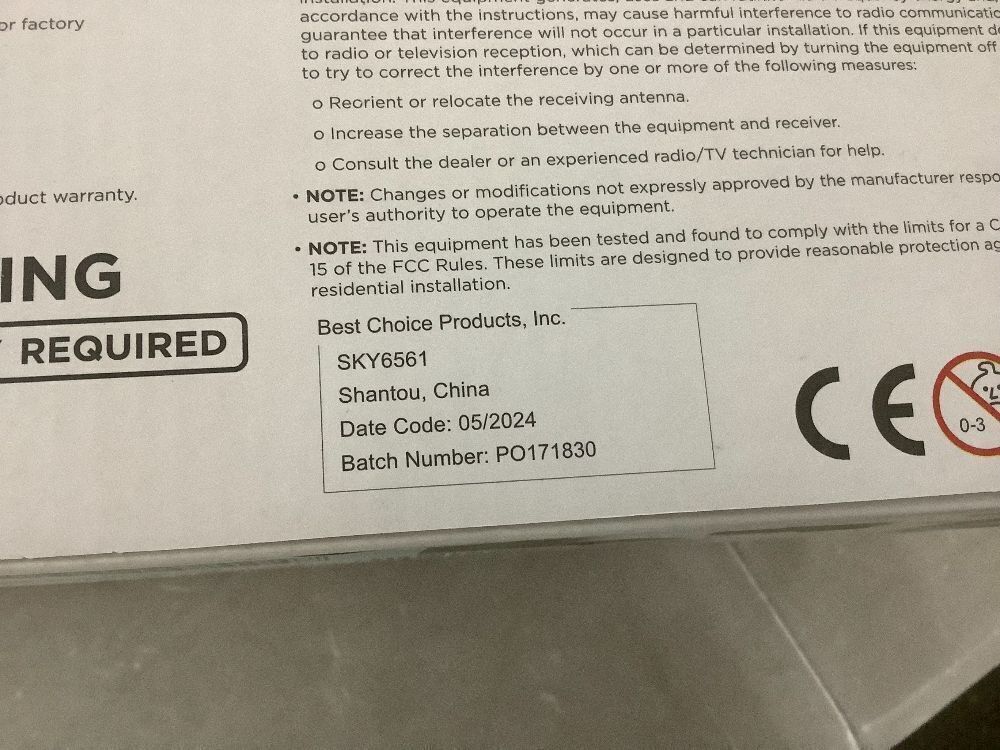 or factory
oduct warranty.
ING
REQUIRED
accordance with the instructions, may cause harmful interference to radio
guarantee that interference will not occur in a particular installation. If this equipment
to radio or television reception, which can be determined by turning the equipment off
to try to correct the interference by one or more of the following measures:
o Reorient or relocate the receiving antenna.
o Increase the separation between the equipment and receiver.
o Consult the dealer or an experienced radio/TV technician for help.
• NOTE: Changes or modifications not expressly approved by the manufacturer respo
user's authority to operate the equipment.
• NOTE: This equipment has been tested and found to comply with the limits for a C
15 of the FCC Rules. These limits are designed to provide reasonable protection ag
residential installation.
Best Choice Products, Inc.
SKY6561
Shantou, China
Date Code: 05/2024
Batch Number: PO171830
CE
0-3